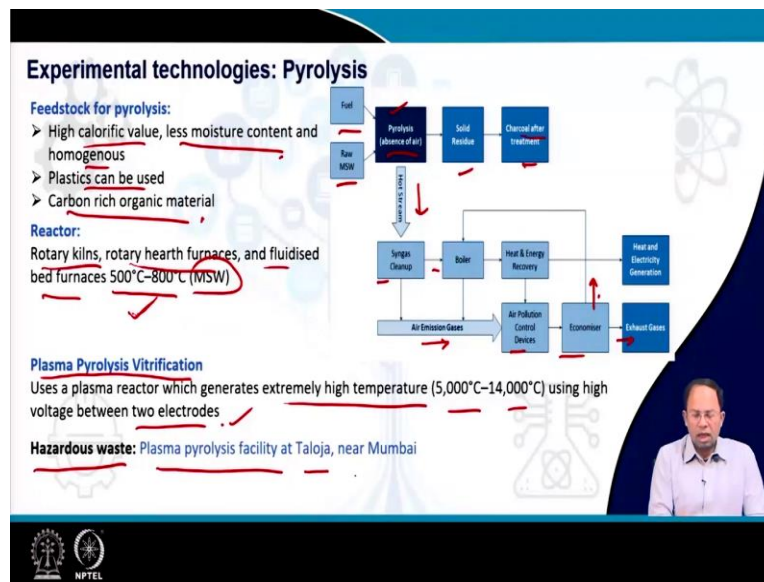 Experimental technologies: Pyrolysis
Feedstock for pyrolysis:
➤ High calorific value, less moisture content and
homogenous
➤ Plastics can be used
➤ Carbon rich organic material
Reactor:
Rotary kilns, rotary hearth furnaces, and fluidised
bed furnaces 500°C–800°C (MSW)
Fuel
Raw
MSW
Pyrolysis
(absence of air)
Solid
Residue
Charcoal after
treatment
Hot Stream
Syngas
Cleanup
Boiler
Heat & Energy
Recovery
Heat and
Electricity
Generation
Air Emission Gases
Air Pollution
Control
Devices
Economiser
Exhaust Gases
Plasma Pyrolysis Vitrification
Uses a plasma reactor which generates extremely high temperature (5,000°C–14,000°C) using high
voltage between two electrodes
Hazardous waste: Plasma pyrolysis facility at Taloja, near Mumbai
NPTEL